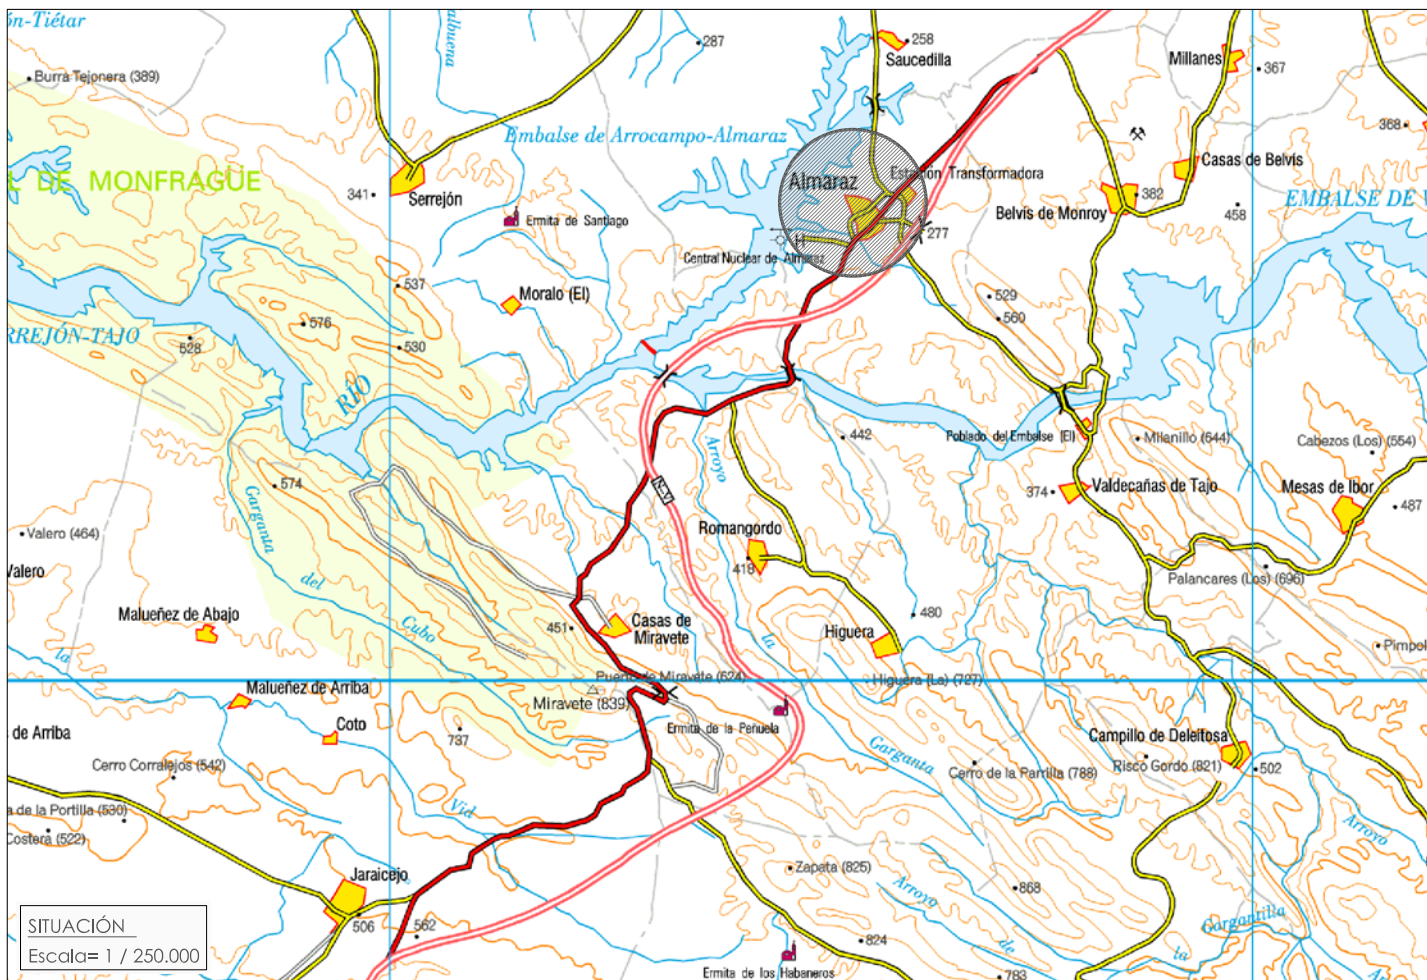 ón-Tiétar
albuena
287
258
Saucedilla
Millanes
367
Burra Tejonera (389)
368
Embalse de Arrocampo-Almaraz
Casas de Belvís
L DE MONFRAGÜE
Serrejón
341
Almaraz
Estación Transformadora
382
Belvís de Monroy
458
EMBALSE DE V
Ermita de Santiago
277
Central Nuclear de Almaraz
537
Moralo (El)
529
560
576
RREJÓN-TAJO
528
530
RÍO
442
Poblado del Embalse (El)
Milanillo (644)
Cabezos (Los) (554)
Arroyo
574
Garganta
N-V
374
Valdecañas de Tajo
Mesas de Ibor
487
Valero (464)
Romangordo
418
Valero
del
Palancares (Los) (696)
Malueñez de Abajo
Cubo
451
Casas de
Miravete
la
480
Higuera
Pimpol
la
Puerto de Miravete (624)
Higuera (La) (727)
Malueñez de Arriba
Miravete (839)
Coto
Ermita de la Peñuela
de Arriba
737
Garganta
Campillo de Deleitosa
Cerro Corralejos (542)
Cerro de la Parrilla (788)
Risco Gordo (821)
502
a de la Portilla (530)
Vid
Costera (522)
Arroyo
Jaraicejo
Zapata (825)
Arroyo
868
506
562
Gargantilla
SITUACIÓN
824
de
la
Escala= 1 / 250.000
Ermita de los Habaneros
783